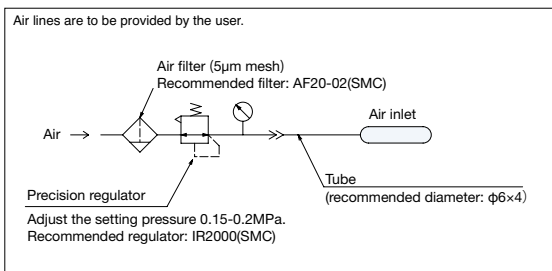 Air lines are to be provided by the user.
Air filter (5μm mesh)
Recommended filter: AF20-02(SMC)
Air
Air inlet
Precision regulator
Adjust the setting pressure 0.15-0.2MPa.
Recommended regulator: IR2000(SMC)
Tube
(recommended diameter: φ6×4)